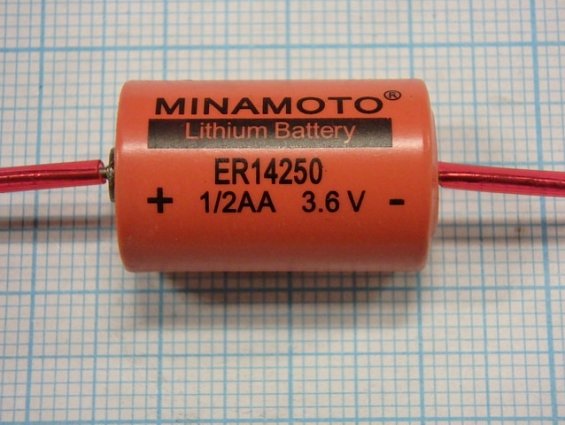 MINAMOTO®
Lithium Battery
ER14250
+ 1/2AA 3.6 V -